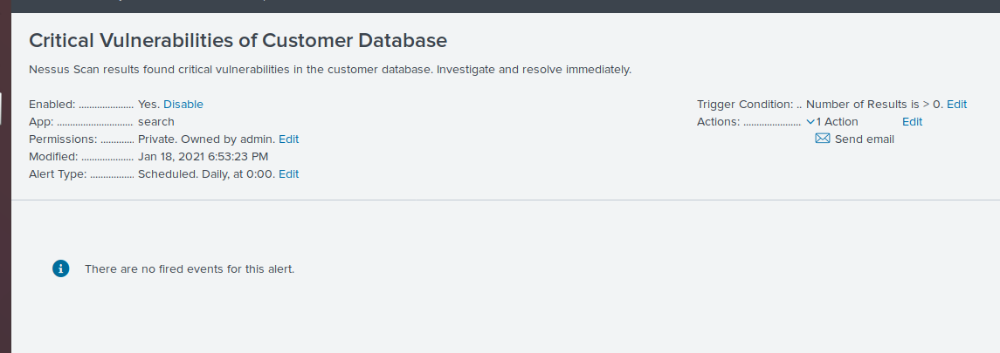 Critical Vulnerabilities of Customer Database
Nessus Scan results found critical vulnerabilities in the customer database. Investigate and resolve immediately.
Enabled: ..................... Yes. Disable
App: ............................. search
Permissions: ............. Private. Owned by admin. Edit
Modified: .................... Jan 18, 2021 6:53:23 PM
Alert Type: ................. Scheduled. Daily, at 0:00. Edit
Trigger Condition: .. Number of Results is > 0. Edit
Actions: ...................... 1 Action Edit
Send email
There are no fired events for this alert.